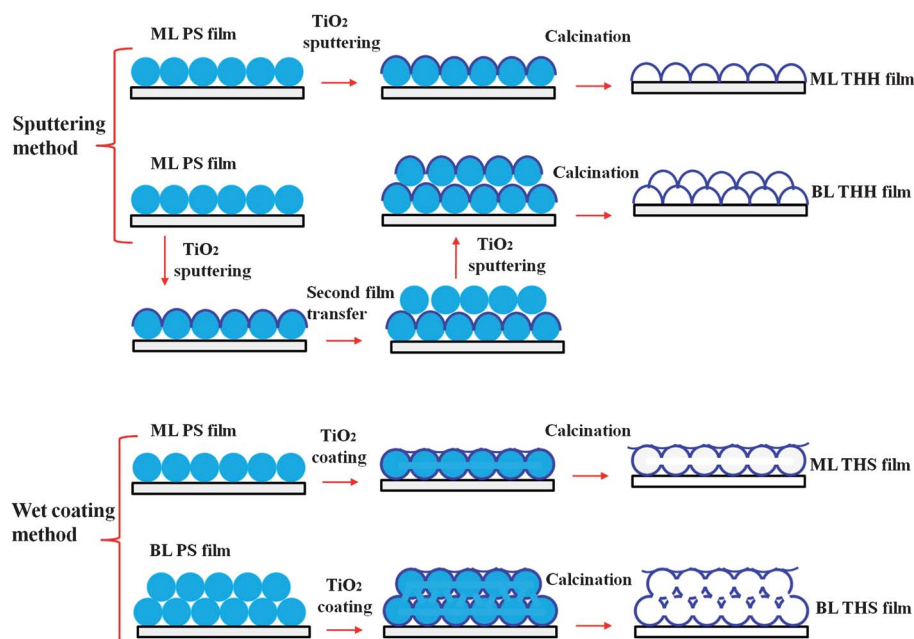 ML PS film
TiO2
sputtering
Calcination
ML THH film
Sputtering
method
ML PS film
Calcination
BL THH film
TiO2
sputtering
TiO2
sputtering
Second film
transfer
ML PS film
TiO2
coating
Calcination
ML THS film
Wet coating
method
BL PS film
TiO2
coating
Calcination
BL THS film